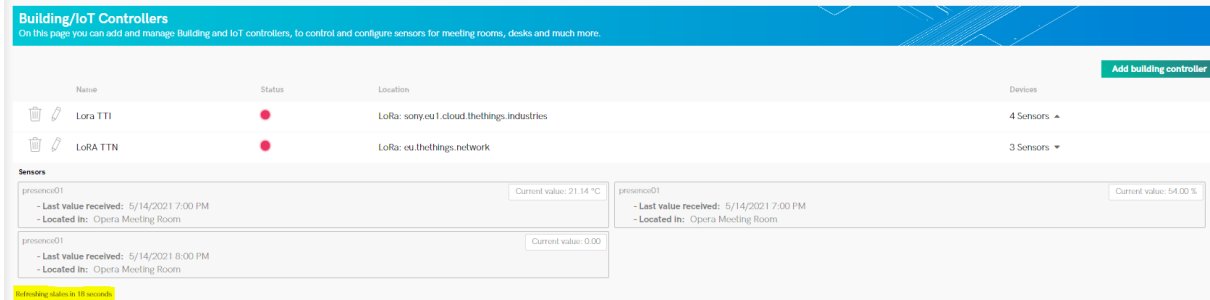 Building/IoT Controllers
On this page you can add and manage Building and IoT controllers, to control and configure sensors for meeting rooms, desks and much more.
Add building controller
Name Status Location Devices
Lora TTI LoRa: sony.eu1.cloud.thethings.industries 4 Sensors
LoRA TTN LoRa: eu.thethings.network 3 Sensors
Sensors
presence01 Current value: 21.14 °C
- Last value received: 5/14/2021 7:00 PM
- Located in: Opera Meeting Room
presence01 Current value: 54.00 %
- Last value received: 5/14/2021 7:00 PM
- Located in: Opera Meeting Room
presence01 Current value: 0.00
- Last value received: 5/14/2021 8:00 PM
- Located in: Opera Meeting Room
Refreshing states in 18 seconds